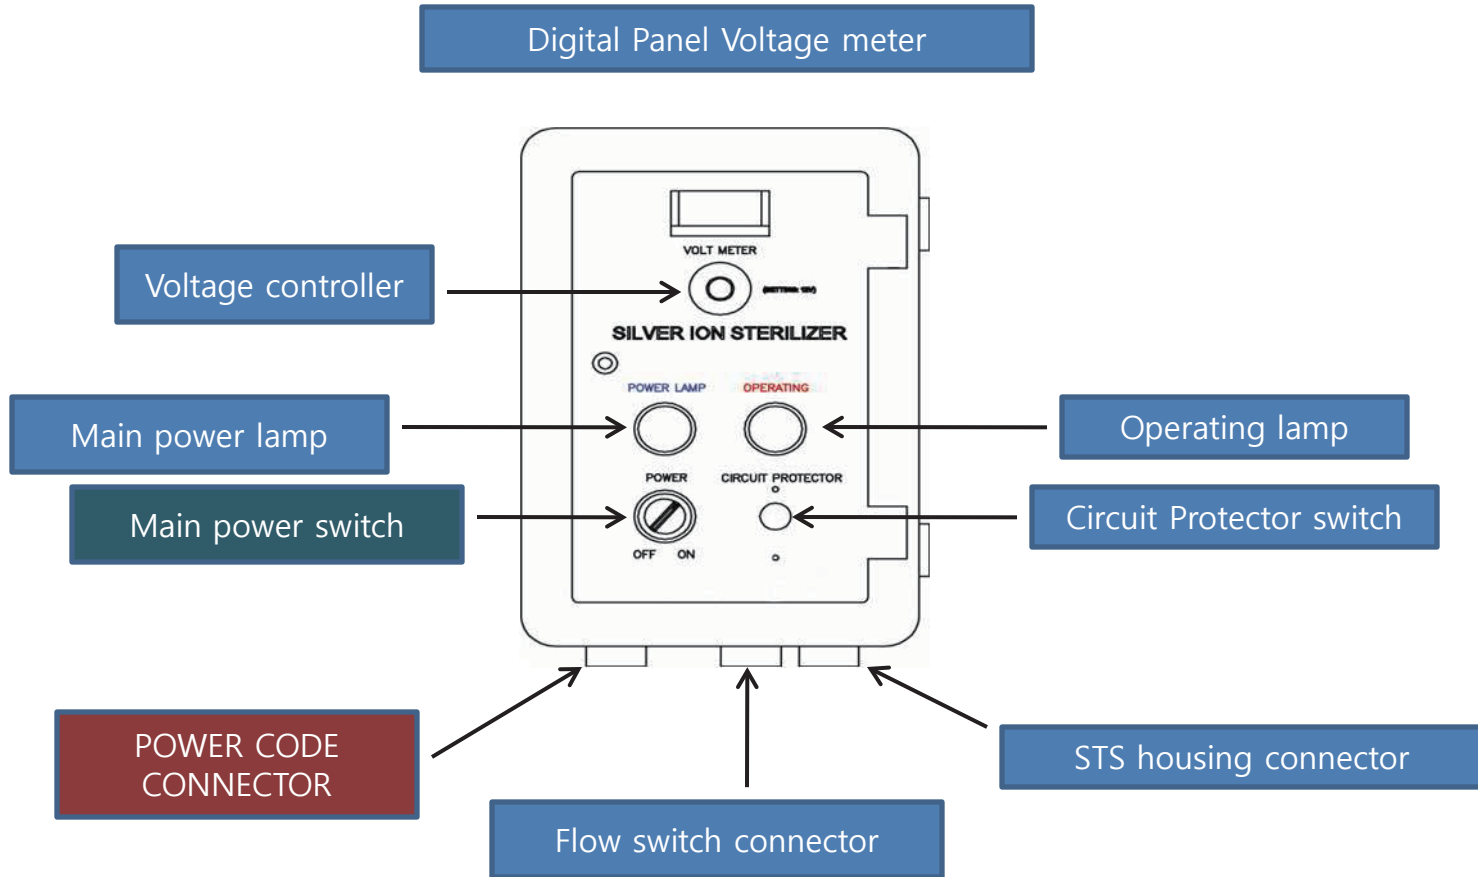 Digital Panel Voltage meter
VOLT METER
Voltage controller
(SETTING 12V)
SILVER ION STERILIZER
POWER LAMP
OPERATING
Main power lamp
Operating lamp
POWER
CIRCUIT PROTECTOR
Main power switch
Circuit Protector switch
OFF
ON
POWER CODE
CONNECTOR
STS housing connector
Flow switch connector